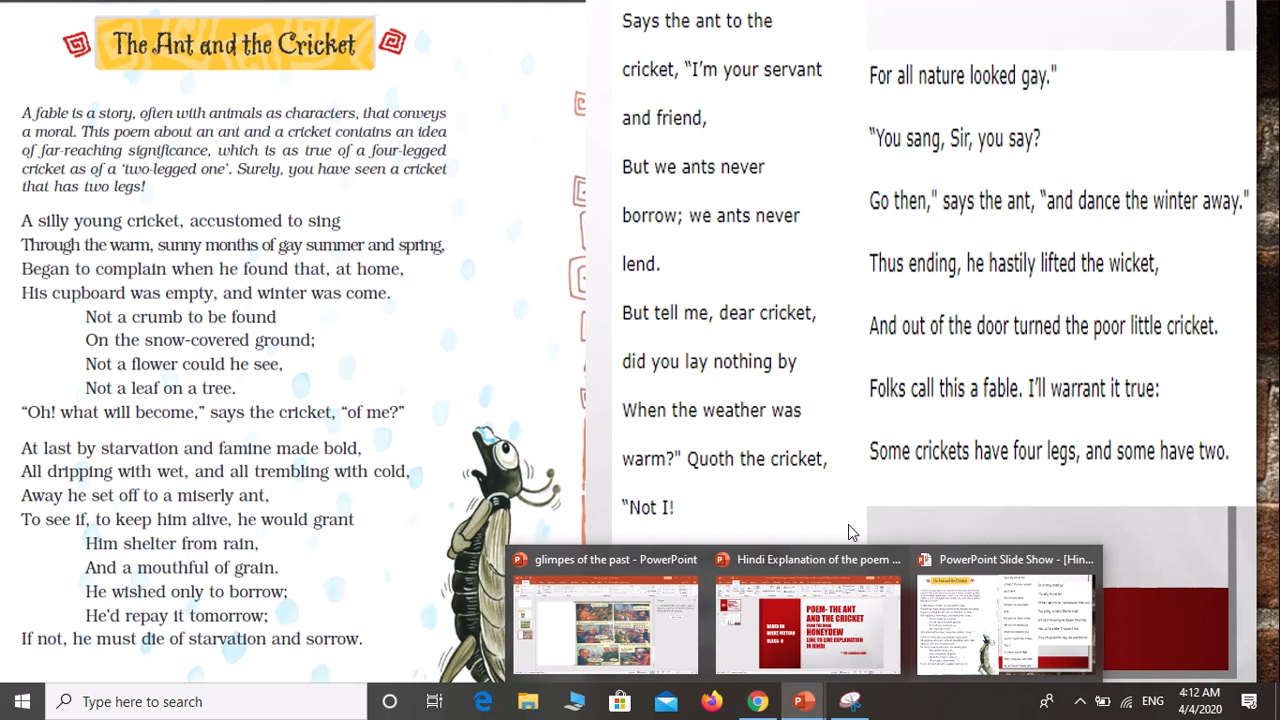 The Ant and the Cricket
A fable is a story, often with animals as characters, that conveys
a moral. This poem about an ant and a cricket contains an idea
of far-reaching significance, which is as true of a four-legged
cricket as of a ‘two-legged one’. Surely, you have seen a cricket
that has two legs!
A silly young cricket, accustomed to sing
Through the warm, sunny months of gay summer and spring,
Began to complain when he found that, at home,
His cupboard was empty, and winter was come.
Not a crumb to be found
On the snow-covered ground;
Not a flower could he see,
Not a leaf on a tree.
“Oh! what will become,” says the cricket, “of me?”
At last by starvation and famine made bold,
All dripping with wet, and all trembling with cold,
Away he set off to a miserly ant,
To see if, to keep him alive, he would grant
Him shelter from rain,
And a mouthful of grain.
He wished only to borrow;
He’d repay it tomorrow;
If not, he must die of starvation and sorrow.
Says the ant to the
cricket, “I’m your servant
and friend,
But we ants never
borrow; we ants never
lend.
But tell me, dear cricket,
did you lay nothing by
When the weather was
warm?" Quoth the cricket,
“Not I!
For all nature looked gay."
“You sang, Sir, you say?
Go then," says the ant, “and dance the winter away."
Thus ending, he hastily lifted the wicket,
And out of the door turned the poor little cricket.
Folks call this a fable. I’ll warrant it true:
Some crickets have four legs, and some have two.
glimpses of the past - PowerPoint
Hindi Explanation of the poem ...
PowerPoint Slide Show - [Hin...
POEM- THE ANT
AND THE CRICKET
HONEYDEW
LINE TO LINE EXPLANATION
IN HINDI
Type here to search
ENG
4:12 AM
4/4/2020